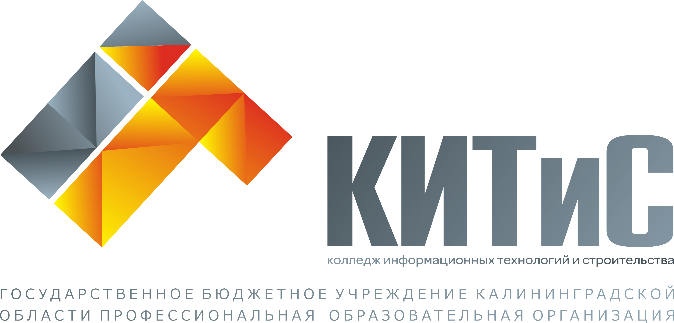 КИТиС
колледж информационных технологий и строительства
ГОСУДАРСТВЕННОЕ БЮДЖЕТНОЕ УЧРЕЖДЕНИЕ КАЛИНИНГРАДСКОЙ
ОБЛАСТИ ПРОФЕССИОНАЛЬНАЯ ОБРАЗОВАТЕЛЬНАЯ ОРГАНИЗАЦИЯ